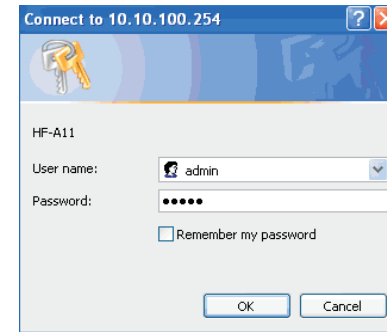 Connect to 10.10.100.254
HF-A11
User name:
admin
Password:
•••••
Remember my password
OK
Cancel